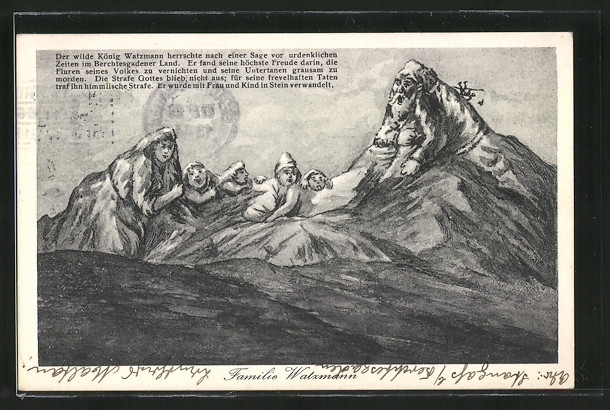 Der wilde König Watzmann herrschte nach einer Sage vor urdenklichen
Zeiten im Berchtesgadener Land. Er fand seine höchste Freude darin, die
Fluren seines Volkes zu vernichten und seine Untertanen grausam zu
morden. Die Strafe Gottes blieb nicht aus; für seine frevelhaften Taten
traf ihn himmlische Strafe. Er wurde mit Frau und Kind in Stein verwandelt.
Familie Watzmann